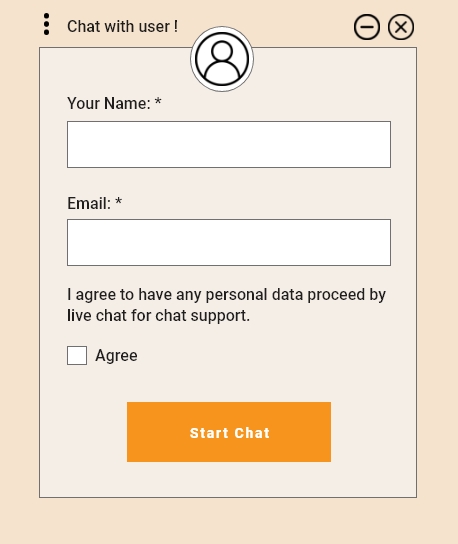 Chat with user !
Your Name: *
Email: *
I agree to have any personal data proceed by
live chat for chat support.
Agree
Start Chat